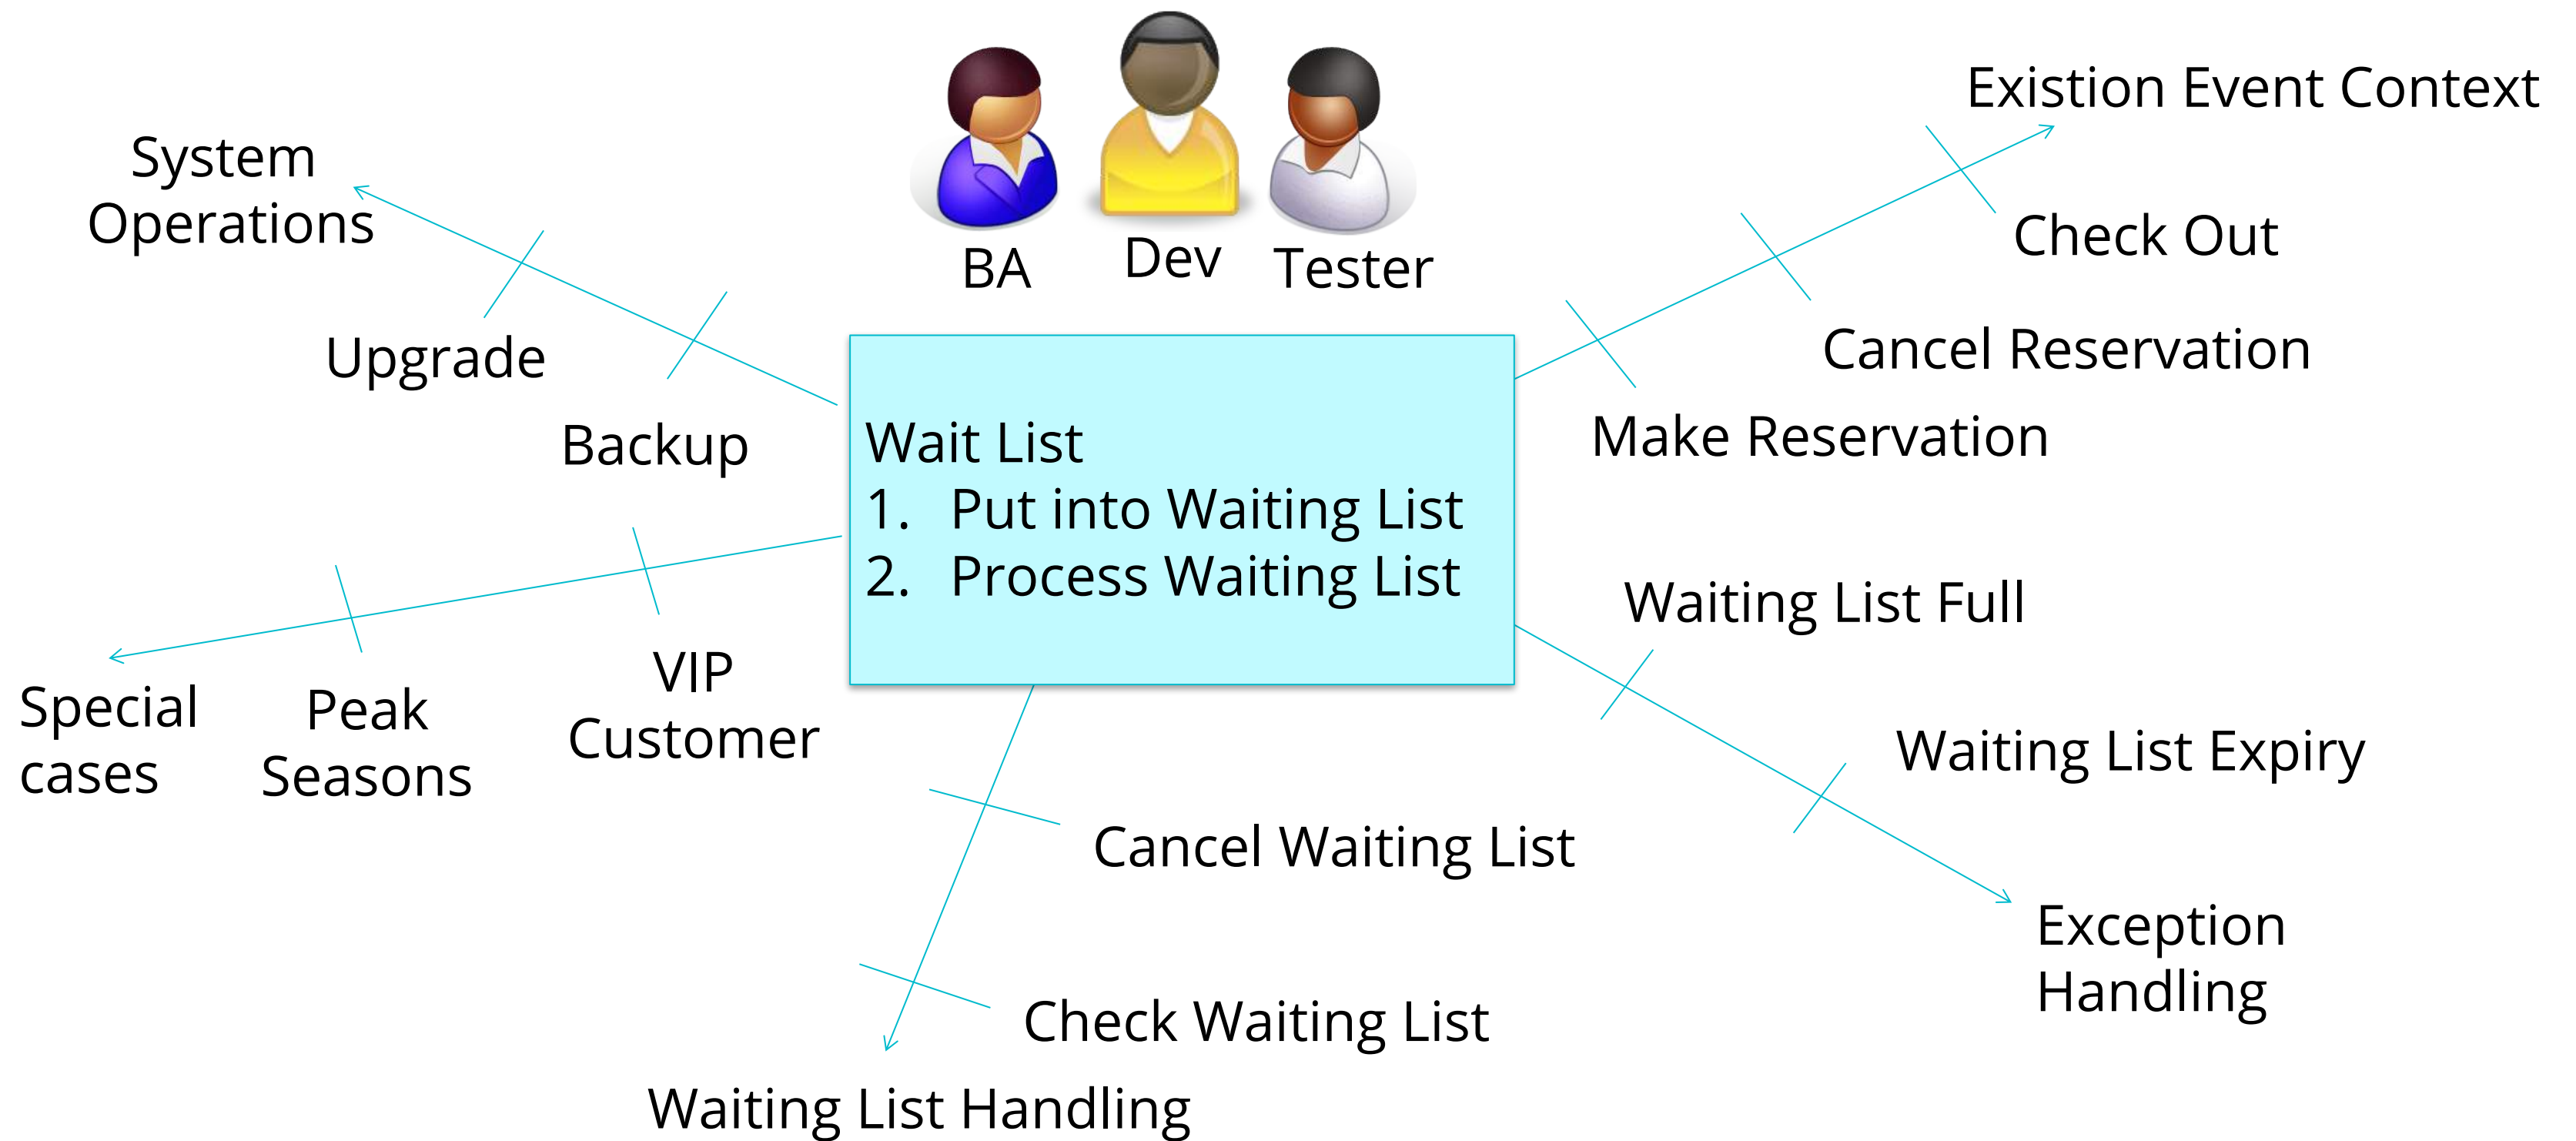 BA
Dev
Tester
System
Operations
Upgrade
Backup
Existion Event Context
Check Out
Cancel Reservation
Make Reservation
Wait List
1. Put into Waiting List
2. Process Waiting List
Special
cases
Peak
Seasons
VIP
Customer
Waiting List Full
Waiting List Expiry
Exception
Handling
Cancel Waiting List
Check Waiting List
Waiting List Handling